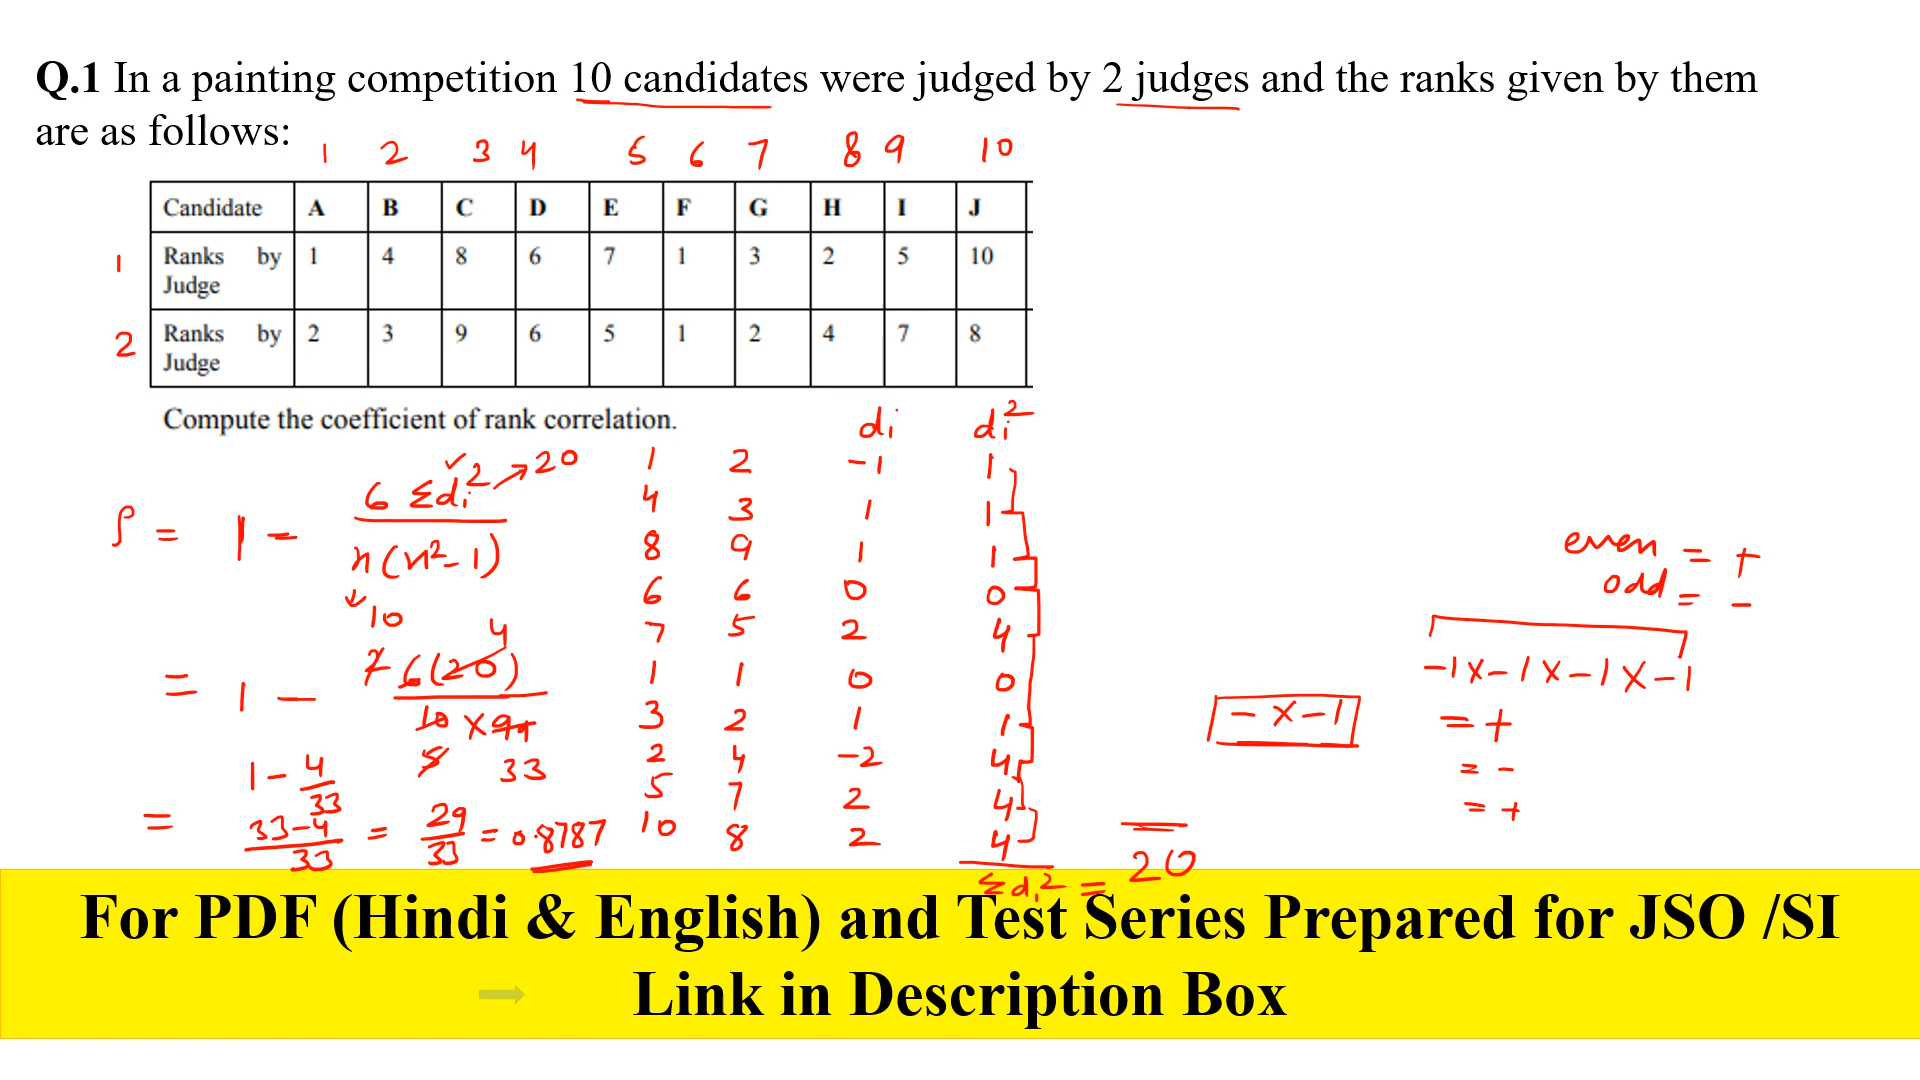 Q.1 In a painting competition 10 candidates were judged by 2 judges and the ranks given by them
are as follows:
1 2 3 4 5 6 7 8 9 10
Candidate A B C D E F G H I J
1 Ranks by Judge 1 4 8 6 7 1 3 2 5 10
2 Ranks by Judge 2 3 9 6 5 1 2 4 7 8
Compute the coefficient of rank correlation.
di di²
1 2 -1 1
4 3 1 1
8 9 1 1
6 6 0 0
7 5 2 4
1 1 0 0
3 2 1 1
2 4 -2 4
5 7 2 4
10 8 2 4
Σdi² = 20
ρ = 1 - 6 Σdi² → 20
n(n²-1)
10
= 1 - 6(20) 4
10 x 99
5 33
1 - 4/33
= 33-4/33 = 29/33 = 0.8787
- x -1
even = +
odd = -
-1 x -1 x -1 x -1
= +
= -
= +
For PDF (Hindi & English) and Test Series Prepared for JSO /SI
Link in Description Box